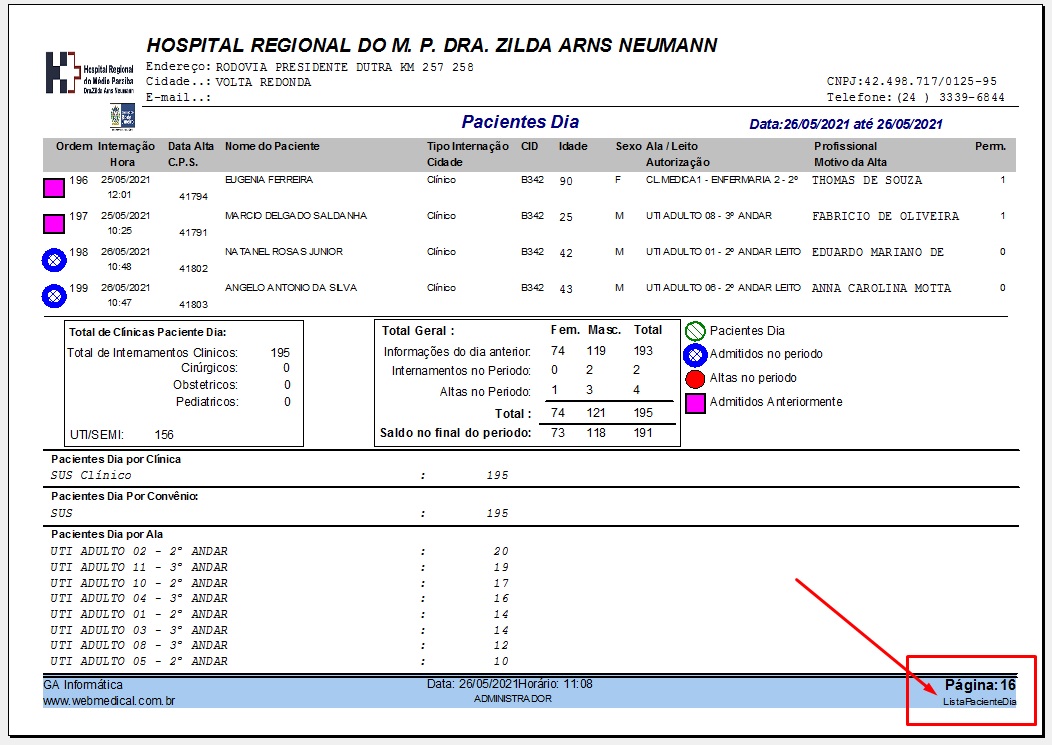 HOSPITAL REGIONAL DO M. P. DRA. ZILDA ARNS NEUMANN
Hospital Regional
do Médio Paraíba
Dra Zilda Arns Neumann
Endereço: RODOVIA PRESIDENTE DUTRA KM 257 258
Cidade..: VOLTA REDONDA
E-mail..:
CNPJ:42.498.717/0125-95
Telefone:(24 ) 3339-6844
Pacientes Dia
Data:26/05/2021 até 26/05/2021
Ordem Internação Data Alta Nome do Paciente Tipo Internação CID Idade Sexo Ala / Leito Profissional Perm.
Hora C.P.S. Cidade Autorização Motivo da Alta
196 25/05/2021 EUGENIA FERREIRA Clínico B342 90 F CL.MEDICA1 - ENFERMARIA 2 - 2º THOMAS DE SOUZA 1
12:01 41794
197 25/05/2021 MARCIO DELGADO SALDANHA Clínico B342 25 M UTI ADULTO 08 - 3º ANDAR FABRICIO DE OLIVEIRA 1
10:25 41791
198 26/05/2021 NATANEL ROSAS JUNIOR Clínico B342 42 M UTI ADULTO 01 - 2º ANDAR LEITO EDUARDO MARIANO DE 0
10:48 41802
199 26/05/2021 ANGELO ANTONIO DA SILVA Clínico B342 43 M UTI ADULTO 06 - 2º ANDAR LEITO ANNA CAROLINA MOTTA 0
10:47 41803
Total de Clínicas Paciente Dia:
Total de Internamentos Clinicos: 195
Cirúrgicos: 0
Obstetricos: 0
Pediatricos: 0
UTI/SEMI: 156
Total Geral : Fem. Masc. Total
Informações do dia anterior: 74 119 193
Internamentos no Periodo: 0 2 2
Altas no Periodo: 1 3 4
Total : 74 121 195
Saldo no final do periodo: 73 118 191
Pacientes Dia
Admitidos no periodo
Altas no periodo
Admitidos Anteriormente
Pacientes Dia por Clínica
SUS Clínico : 195
Pacientes Dia Por Convênio:
SUS : 195
Pacientes Dia por Ala
UTI ADULTO 02 - 2º ANDAR : 20
UTI ADULTO 11 - 3º ANDAR : 19
UTI ADULTO 10 - 2º ANDAR : 17
UTI ADULTO 04 - 3º ANDAR : 16
UTI ADULTO 01 - 2º ANDAR : 14
UTI ADULTO 03 - 3º ANDAR : 14
UTI ADULTO 08 - 3º ANDAR : 12
UTI ADULTO 05 - 2º ANDAR : 10
GA Informática Data: 26/05/2021Horário: 11:08 Página: 16
www.webmedical.com.br ADMINISTRADOR ListaPacienteDia